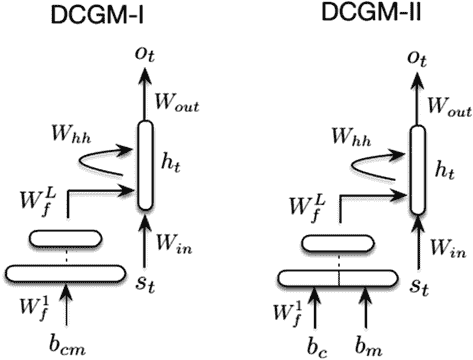 DCGM-I
o_t
W_out
W_hh
h_t
W_f^L
W_in
s_t
W_f^1
b_cm
DCGM-II
o_t
W_out
W_hh
h_t
W_f^L
W_in
s_t
W_f^1
b_c
b_m